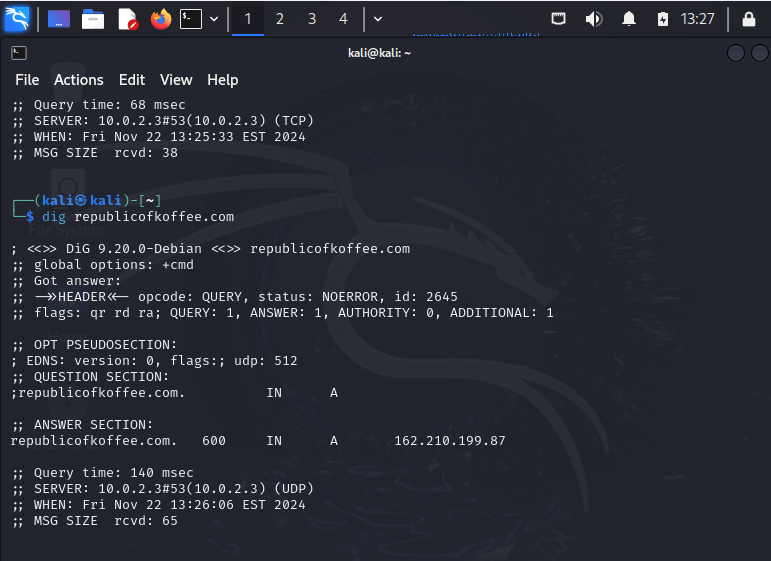 1 2 3 4 13:27
kali@kali: ~
File Actions Edit View Help
;; Query time: 68 msec
;; SERVER: 10.0.2.3#53(10.0.2.3) (TCP)
;; WHEN: Fri Nov 22 13:25:33 EST 2024
;; MSG SIZE rcvd: 38
┌──(kali㉿kali)-[~]
└─$ dig republicofkoffee.com
File System
; <<>> DiG 9.20.0-Debian <<>> republicofkoffee.com
;; global options: +cmd
;; Got answer:
;; ->>HEADER<<- opcode: QUERY, status: NOERROR, id: 2645
;; flags: qr rd ra; QUERY: 1, ANSWER: 1, AUTHORITY: 0, ADDITIONAL: 1
Home
;; OPT PSEUDOSECTION:
; EDNS: version: 0, flags:; udp: 512
;; QUESTION SECTION:
;republicofkoffee.com. IN A
;; ANSWER SECTION:
republicofkoffee.com. 600 IN A 162.210.199.87
;; Query time: 140 msec
;; SERVER: 10.0.2.3#53(10.0.2.3) (UDP)
;; WHEN: Fri Nov 22 13:26:06 EST 2024
;; MSG SIZE rcvd: 65